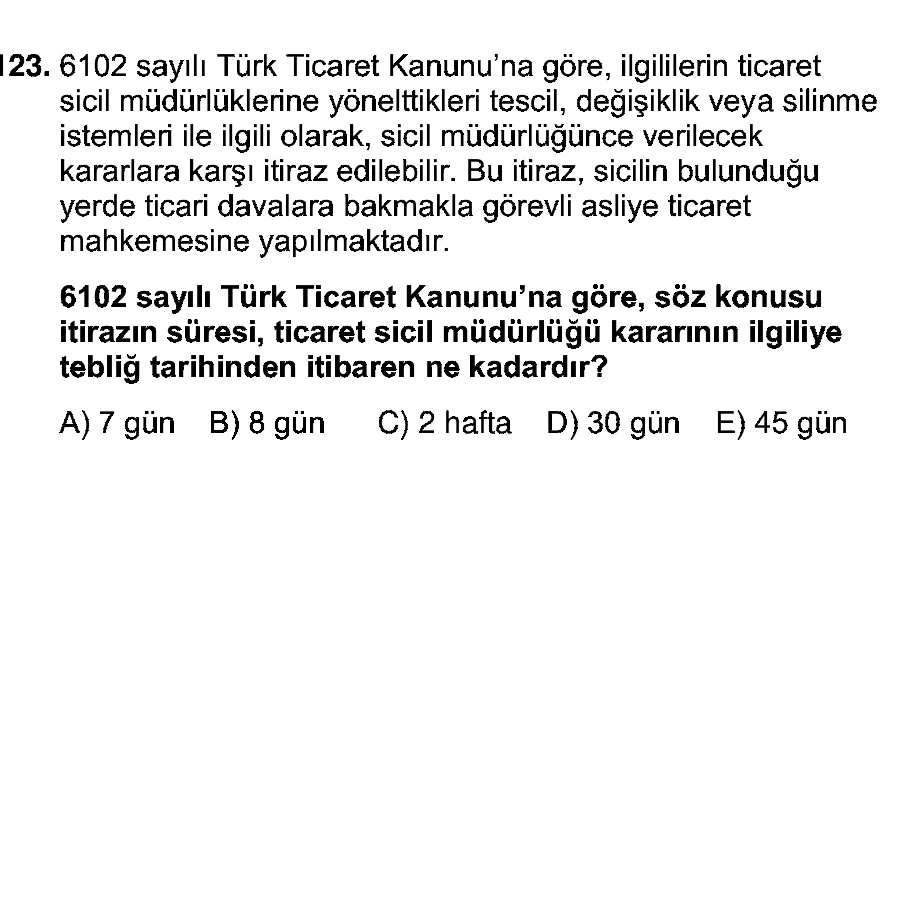 123. 6102 sayılı Türk Ticaret Kanunu’na göre, ilgililerin ticaret
sicil müdürlüklerine yönelttikleri tescil, değişiklik veya silinme
istemleri ile ilgili olarak, sicil müdürlüğünce verilecek
kararlara karşı itiraz edilebilir. Bu itiraz, sicilin bulunduğu
yerde ticari davalara bakmakla görevli asliye ticaret
mahkemesine yapılmaktadır.
6102 sayılı Türk Ticaret Kanunu’na göre, söz konusu
itirazın süresi, ticaret sicil müdürlüğü kararının ilgiliye
tebliğ tarihinden itibaren ne kadardır?
A) 7 gün B) 8 gün C) 2 hafta D) 30 gün E) 45 gün